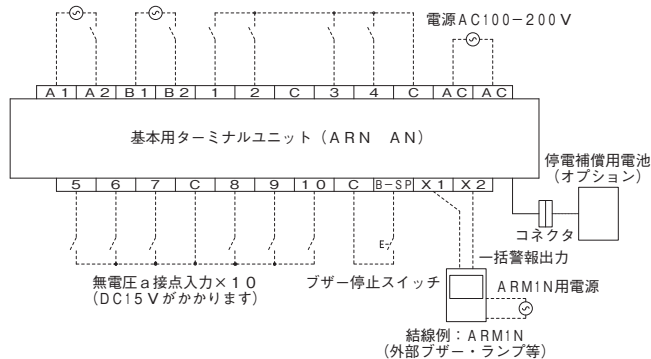 電源AC100-200V
A1 A2 B1 B2 1 2 C 3 4 C AC AC
基本用ターミナルユニット(ARN AN)
5 6 7 C 8 9 10 C B-SP X1 X2
停電補償用電池
(オプション)
コネクタ
E
無電圧a接点入力×10
(DC15Vがかかります)
ブザー停止スイッチ
一括警報出力
ARM1N用電源
結線例:ARM1N
(外部ブザー・ランプ等)